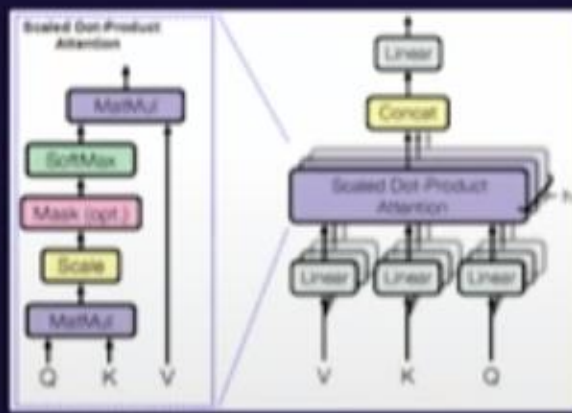 Scaled Dot-Product
Attention
MatMul
SoftMax
Mask (opt.)
Scale
MatMul
Q K V
Linear
Concat
Scaled Dot-Product
Attention
h
Linear Linear Linear
V K Q